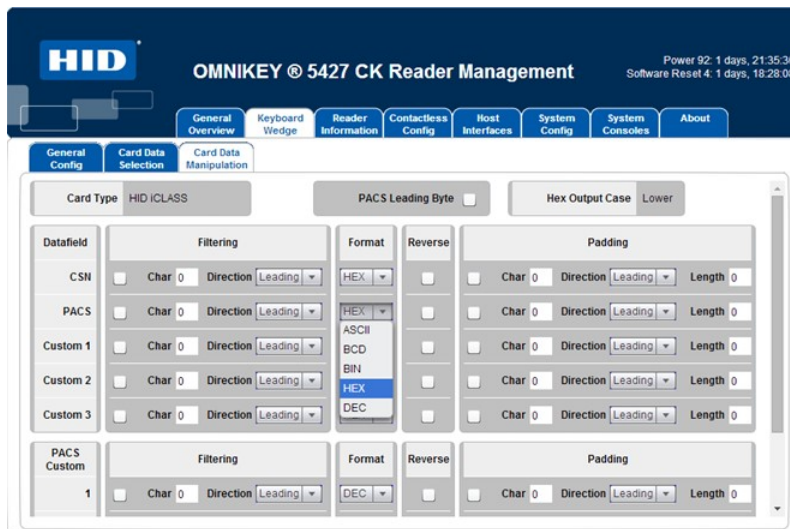 HID
OMNIKEY ® 5427 CK Reader Management
Power 92: 1 days, 21:35:3
Software Reset 4: 1 days, 18:28:0
General Overview
Keyboard Wedge
Reader Information
Contactless Config
Host Interfaces
System Config
System Consoles
About
General Config
Card Data Selection
Card Data Manipulation
Card Type HID iCLASS
PACS Leading Byte
Hex Output Case Lower
Datafield Filtering Format Reverse Padding
CSN Char 0 Direction Leading HEX Char 0 Direction Leading Length 0
PACS Char 0 Direction Leading HEX Char 0 Direction Leading Length 0
ASCII
BCD
BIN
HEX
DEC
Custom 1 Char 0 Direction Leading Char 0 Direction Leading Length 0
Custom 2 Char 0 Direction Leading Char 0 Direction Leading Length 0
Custom 3 Char 0 Direction Leading Char 0 Direction Leading Length 0
PACS Custom Filtering Format Reverse Padding
1 Char 0 Direction Leading DEC Char 0 Direction Leading Length 0